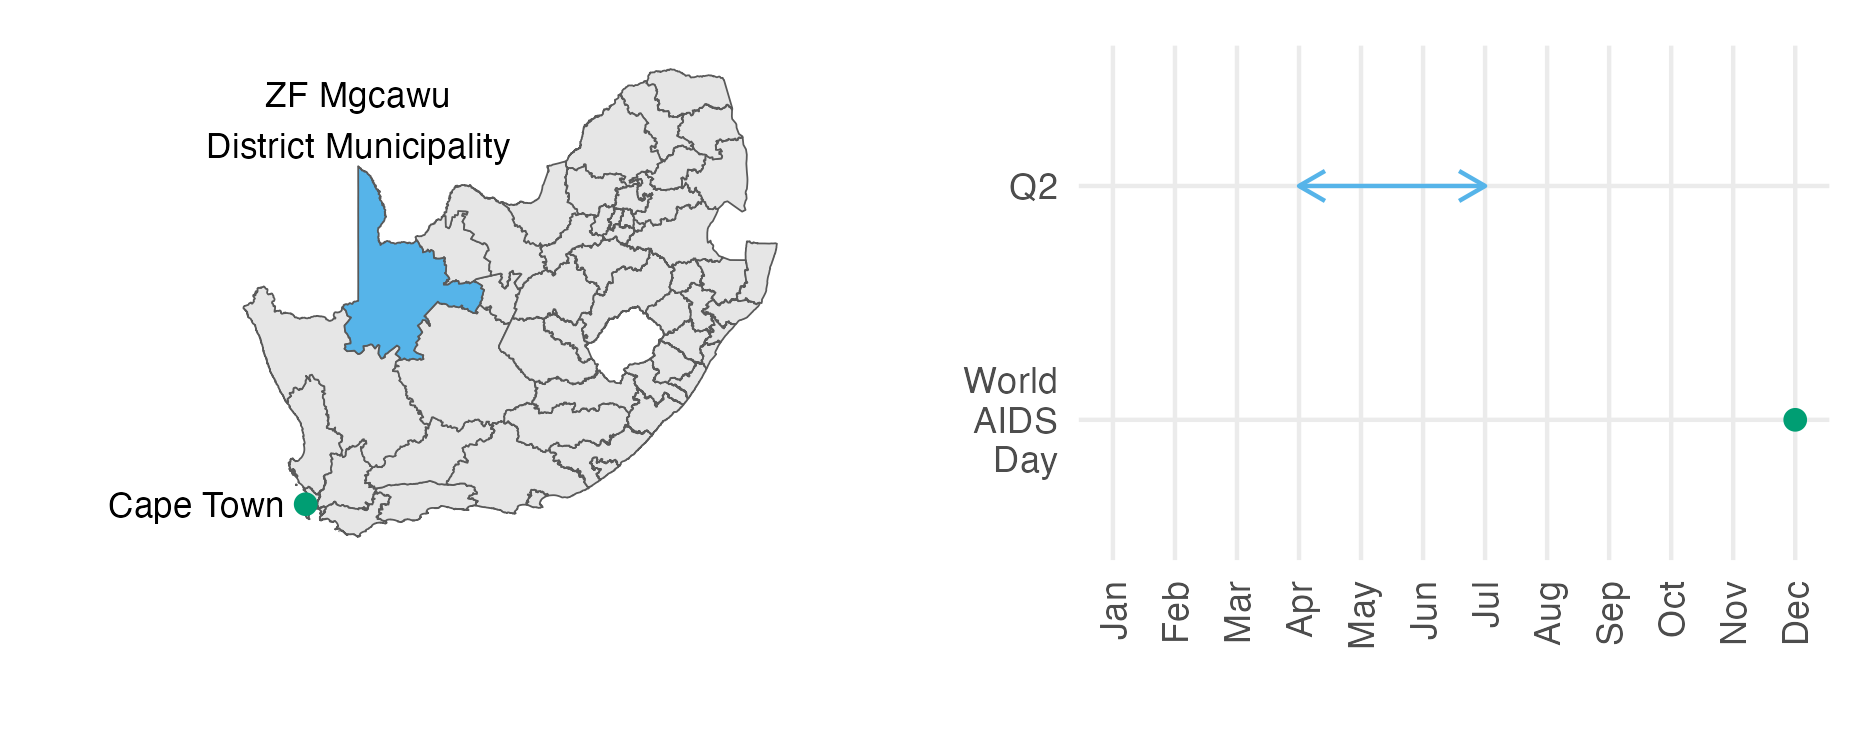 ZF Mgcawu
District Municipality
Cape Town
Q2
World
AIDS
Day
Jan
Feb
Mar
Apr
May
Jun
Jul
Aug
Sep
Oct
Nov
Dec